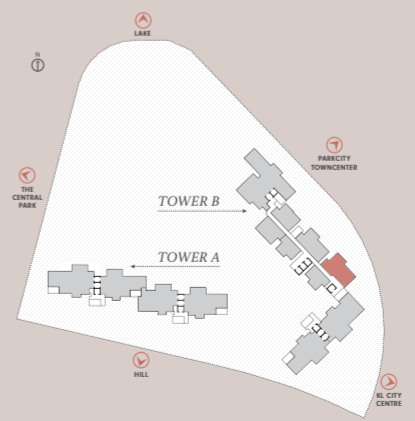 LAKE
N
PARKCITY
TOWNCENTER
THE
CENTRAL
PARK
TOWER B
TOWER A
HILL
KL CITY
CENTRE